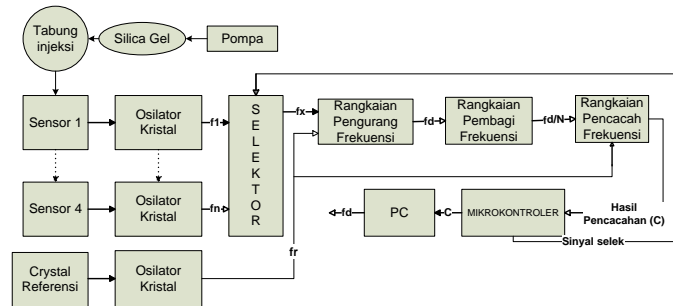 Tabung
injeksi
Silica Gel
Pompa
Sensor 1
Osilator
Kristal
f1
SELEKTOR
fx
Rangkaian
Pengurang
Frekuensi
fd
Rangkaian
Pembagi
Frekuensi
fd/N
Rangkaian
Pencacah
Frekuensi
Sensor 4
Osilator
Kristal
fn
fd
PC
C
MIKROKONTROLER
Hasil
Pencacahan (C)
Sinyal selek
fr
Crystal
Referensi
Osilator
Kristal